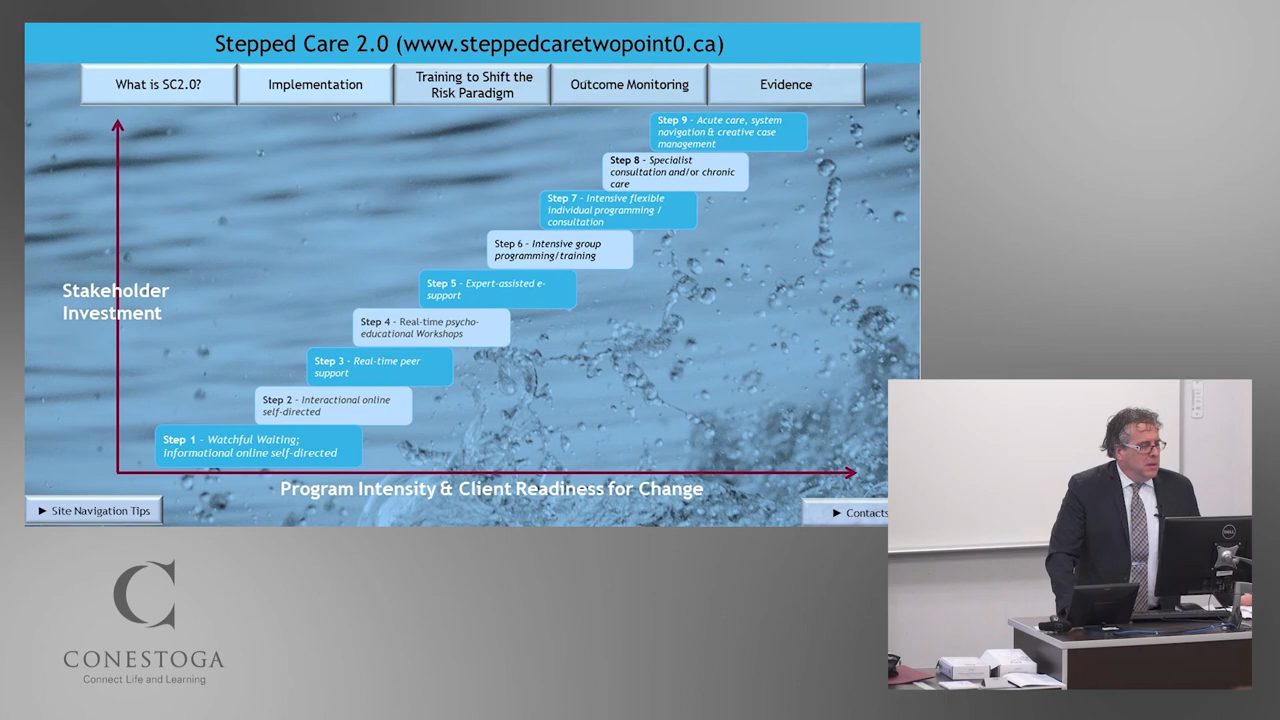 Stepped Care 2.0 (www.steppedcaretwopoint0.ca)
What is SC2.0?
Implementation
Training to Shift the
Risk Paradigm
Outcome Monitoring
Evidence
Step 9 - Acute care, system
navigation & creative case
management
Step 8 - Specialist
consultation and/or chronic
care
Step 7 - Intensive flexible
individual programming /
consultation
Step 6 - Intensive group
programming/training
Step 5 - Expert-assisted e-
support
Step 4 - Real-time psycho-
educational Workshops
Step 3 - Real-time peer
support
Step 2 - Interactional online
self-directed
Step 1 - Watchful Waiting;
informational online self-directed
Stakeholder
Investment
Program Intensity & Client Readiness for Change
► Site Navigation Tips
► Contacts
DELL
C
CONESTOGA
Connect Life and Learning